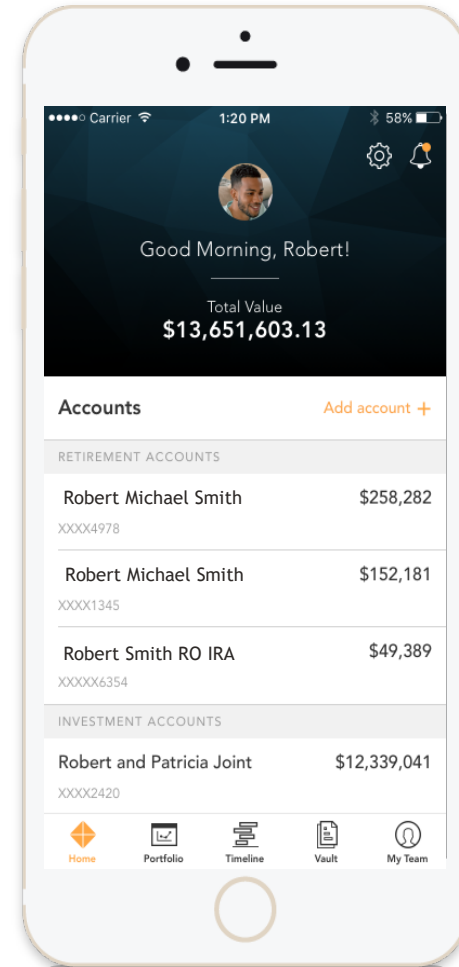 Carrier 1:20 PM 58%
Good Morning, Robert!
Total Value
$13,651,603.13
Accounts Add account +
RETIREMENT ACCOUNTS
Robert Michael Smith $258,282
XXXX4978
Robert Michael Smith $152,181
XXXX1345
Robert Smith RO IRA $49,389
XXXXX6354
INVESTMENT ACCOUNTS
Robert and Patricia Joint $12,339,041
XXXX2420
Home Portfolio Timeline Vault My Team